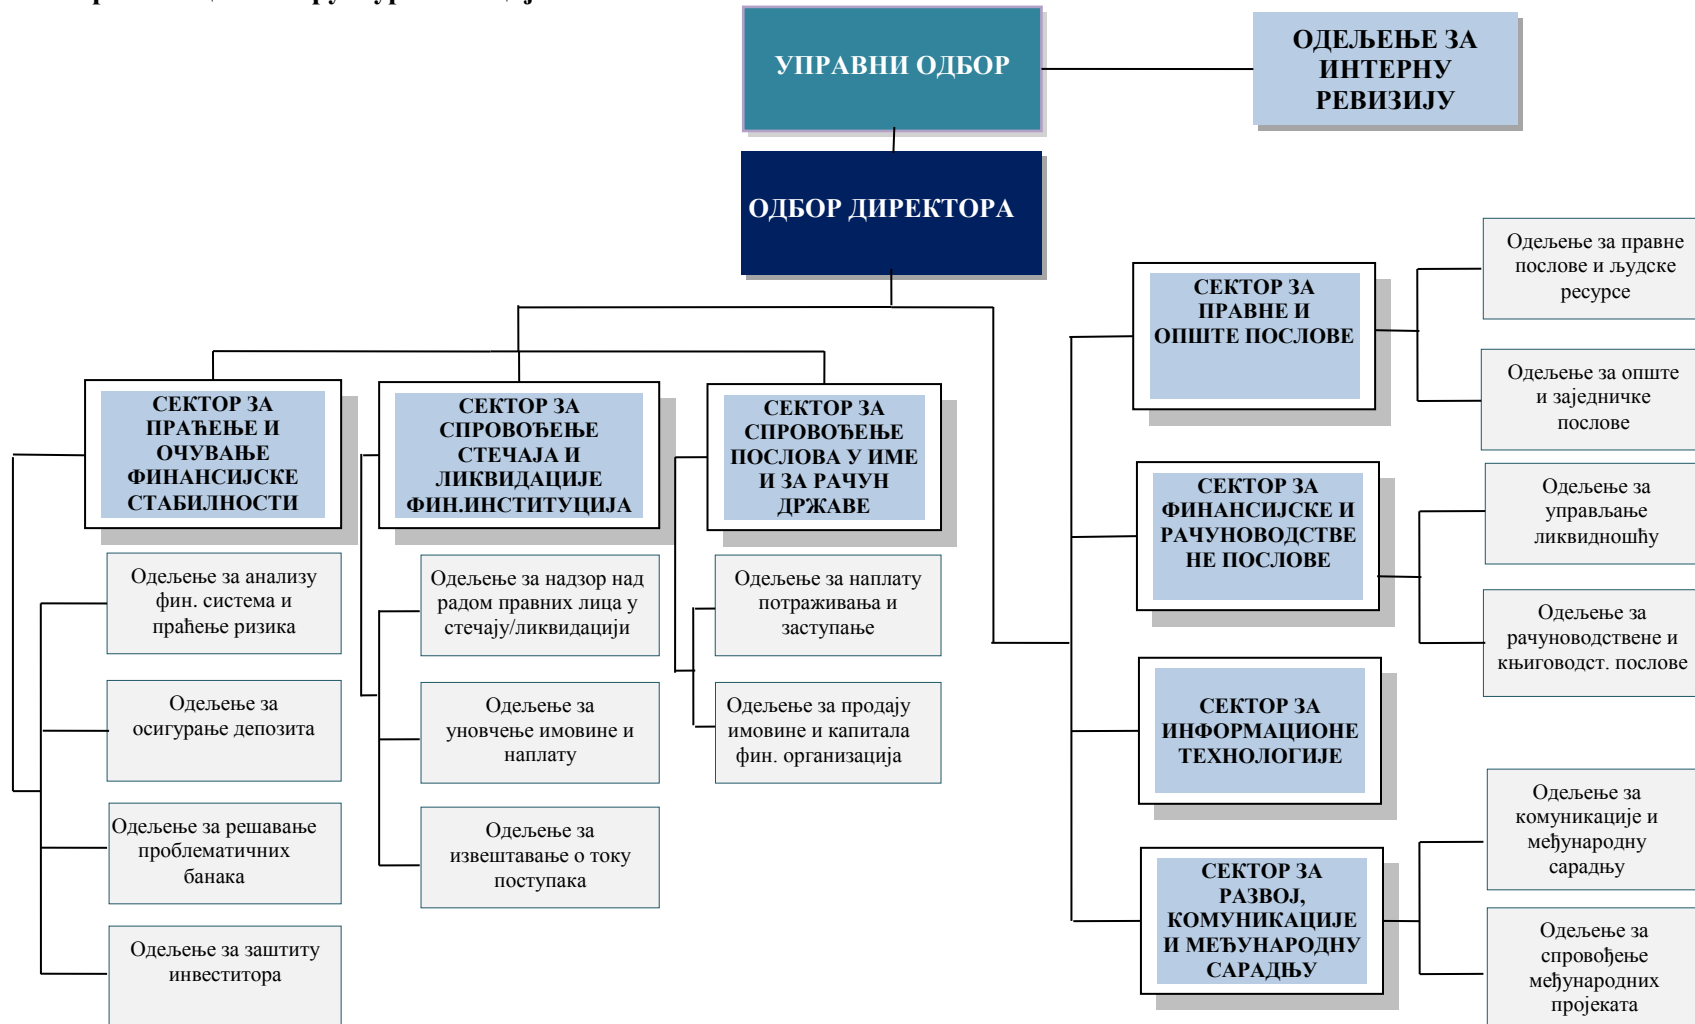 УПРАВНИ ОДБОР
ОДЕЉЕЊЕ ЗА
ИНТЕРНУ
РЕВИЗИЈУ
ОДБОР ДИРЕКТОРА
СЕКТОР ЗА
ПРАЋЕЊЕ И
ОЧУВАЊЕ
ФИНАНСИЈСКЕ
СТАБИЛНОСТИ
Одељење за анализу
фин. система и
праћење ризика
Одељење за
осигурање депозита
Одељење за решавање
проблематичних
банака
Одељење за заштиту
инвеститора
СЕКТОР ЗА
СПРОВОЂЕЊЕ
СТЕЧАЈА И
ЛИКВИДАЦИЈЕ
ФИН.ИНСТИТУЦИЈА
Одељење за надзор над
радом правних лица у
стечају/ликвидацији
Одељење за
уновчење имовине и
наплату
Одељење за
извештавање о току
поступака
СЕКТОР ЗА
СПРОВОЂЕЊЕ
ПОСЛОВА У ИМЕ
И ЗА РАЧУН
ДРЖАВЕ
Одељење за наплату
потраживања и
заступање
Одељење за продају
имовине и капитала
фин. организација
СЕКТОР ЗА
ПРАВНЕ И
ОПШТЕ ПОСЛОВЕ
Одељење за правне
послове и људске
ресурсе
Одељење за опште
и заједничке
послове
СЕКТОР ЗА
ФИНАНСИЈСКЕ И
РАЧУНОВОДСТВЕ
НЕ ПОСЛОВЕ
Одељење за
управљање
ликвидношћу
Одељење за
рачуноводствене и
књиговодст. послове
СЕКТОР ЗА
ИНФОРМАЦИОНЕ
ТЕХНОЛОГИЈЕ
СЕКТОР ЗА
РАЗВОЈ,
КОМУНИКАЦИЈЕ
И МЕЂУНАРОДНУ
САРАДЊУ
Одељење за
комуникације и
међународну
сарадњу
Одељење за
спровођење
међународних
пројеката